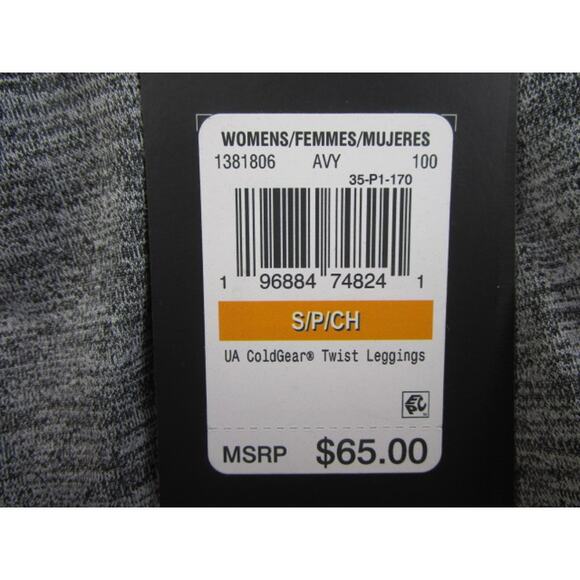 WOMENS/FEMMES/MUJERES
1381806 AVY 100
35-P1-170
1 96884 74824 1
S/P/CH
UA ColdGear® Twist Leggings
MSRP $65.00